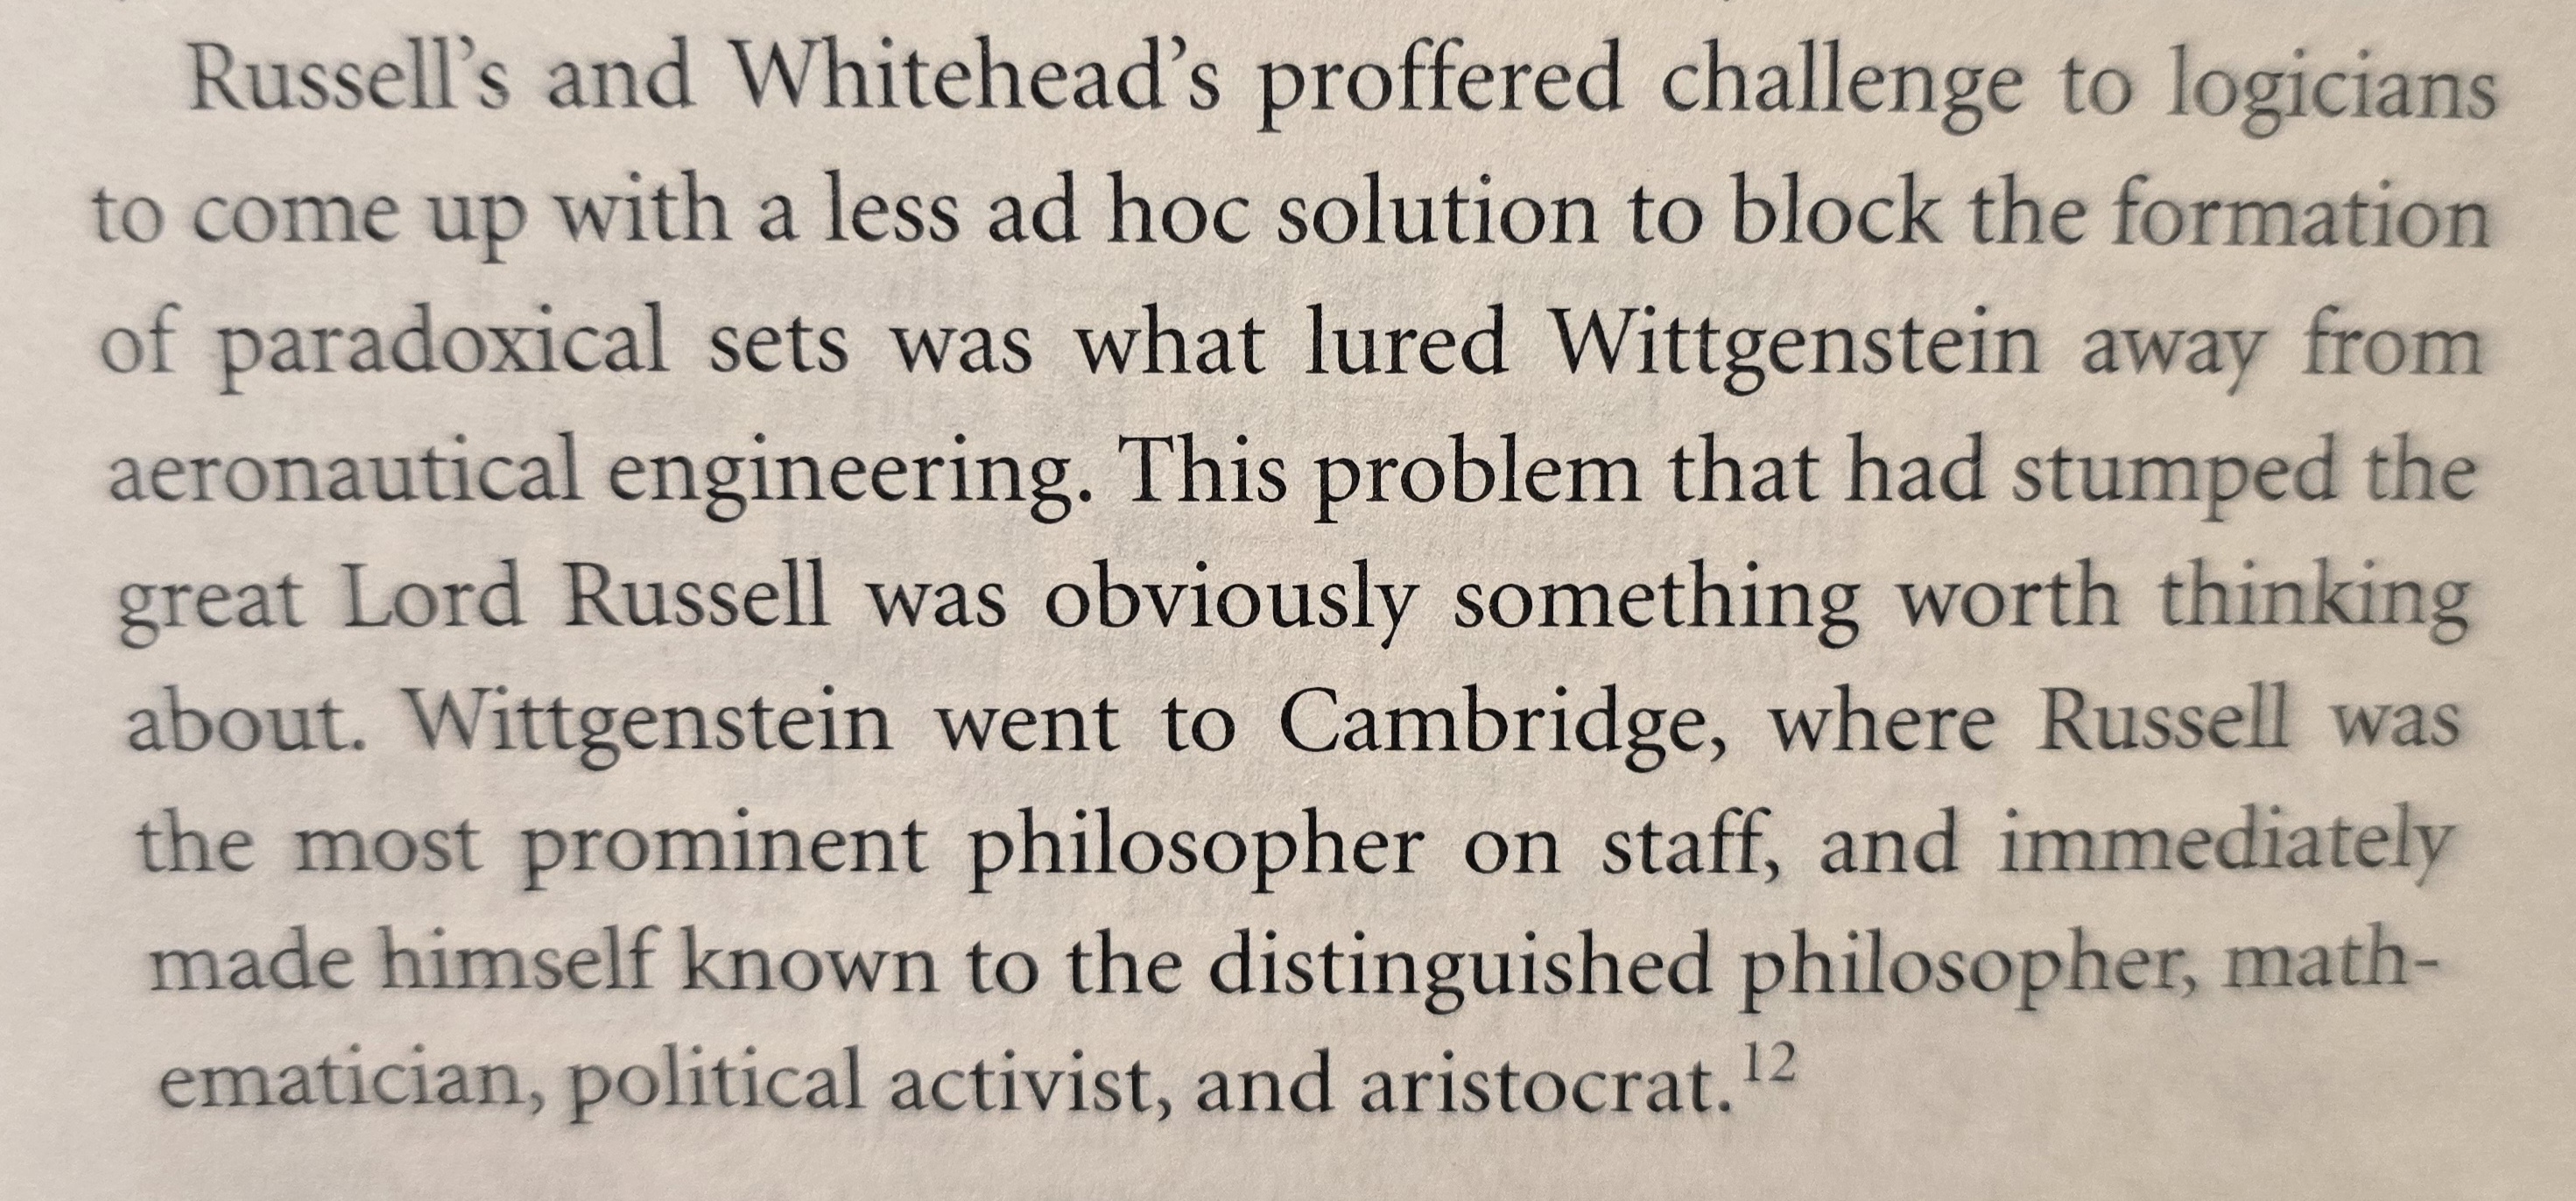 Russell’s and Whitehead’s proffered challenge to logicians
to come up with a less ad hoc solution to block the formation
of paradoxical sets was what lured Wittgenstein away from
aeronautical engineering. This problem that had stumped the
great Lord Russell was obviously something worth thinking
about. Wittgenstein went to Cambridge, where Russell was
the most prominent philosopher on staff, and immediately
made himself known to the distinguished philosopher, math-
ematician, political activist, and aristocrat.12